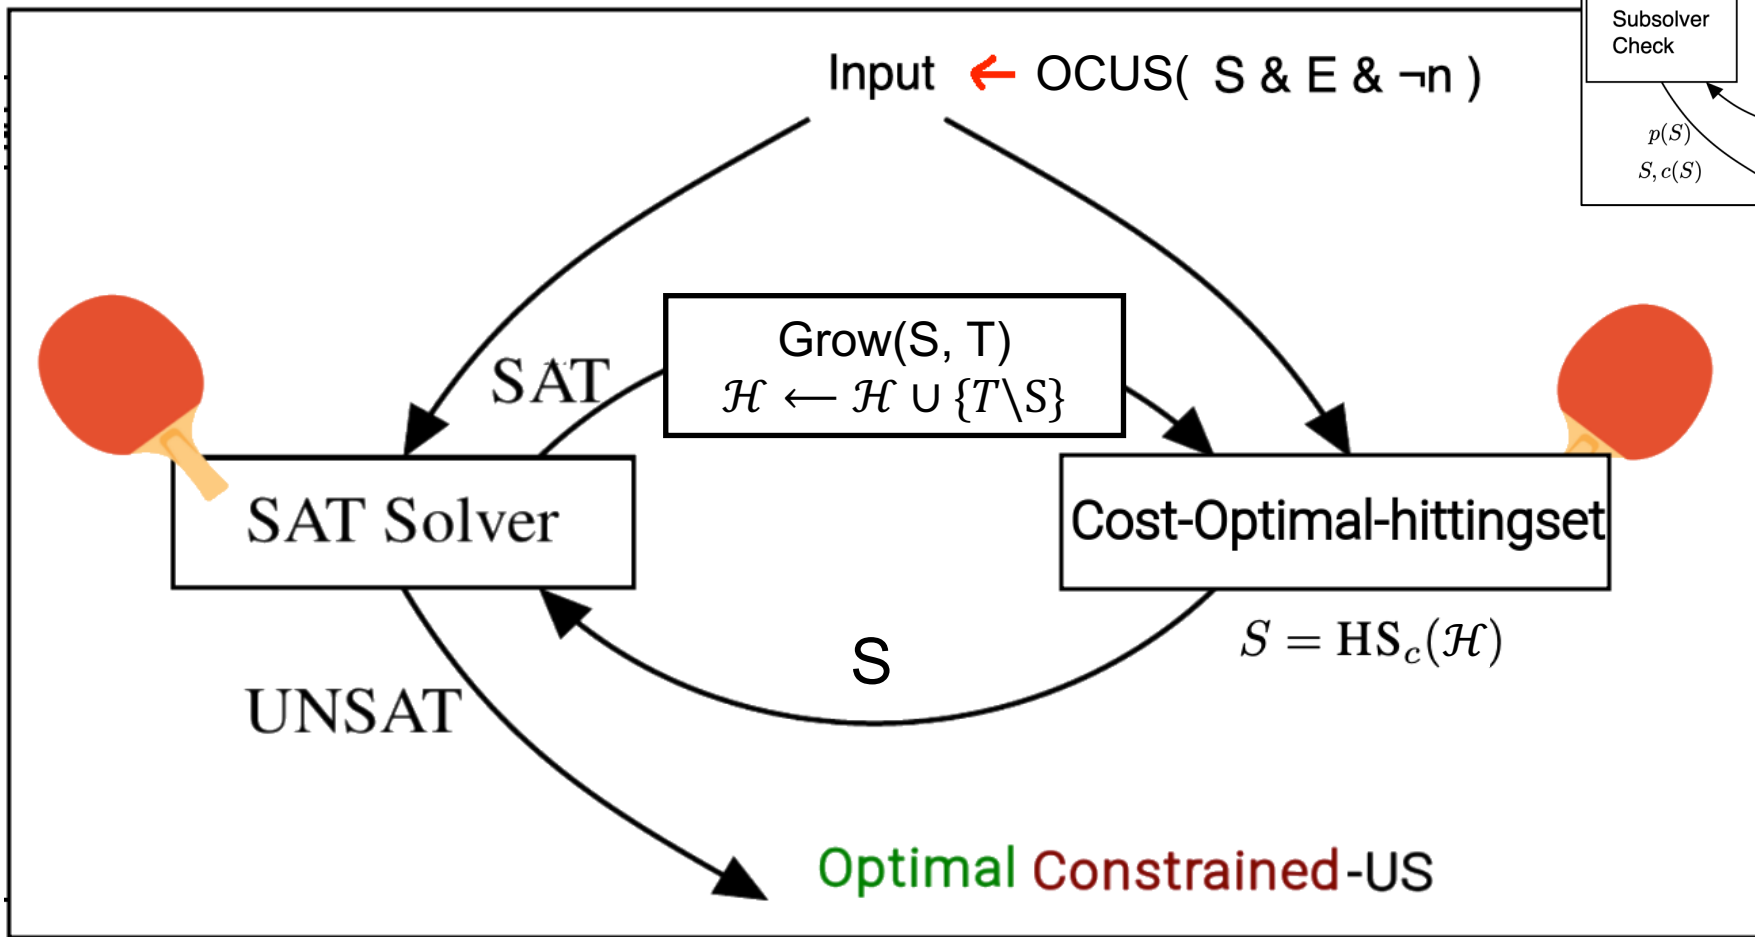 Subsolver
Check
p(S)
S, c(S)
Input ← OCUS( S & E & ¬n )
Grow(S, T)
ℋ ⟵ ℋ ∪ {T\S}
SAT
SAT Solver
Cost-Optimal-hittingset
S
S = HS_c(ℋ)
UNSAT
Optimal Constrained-US